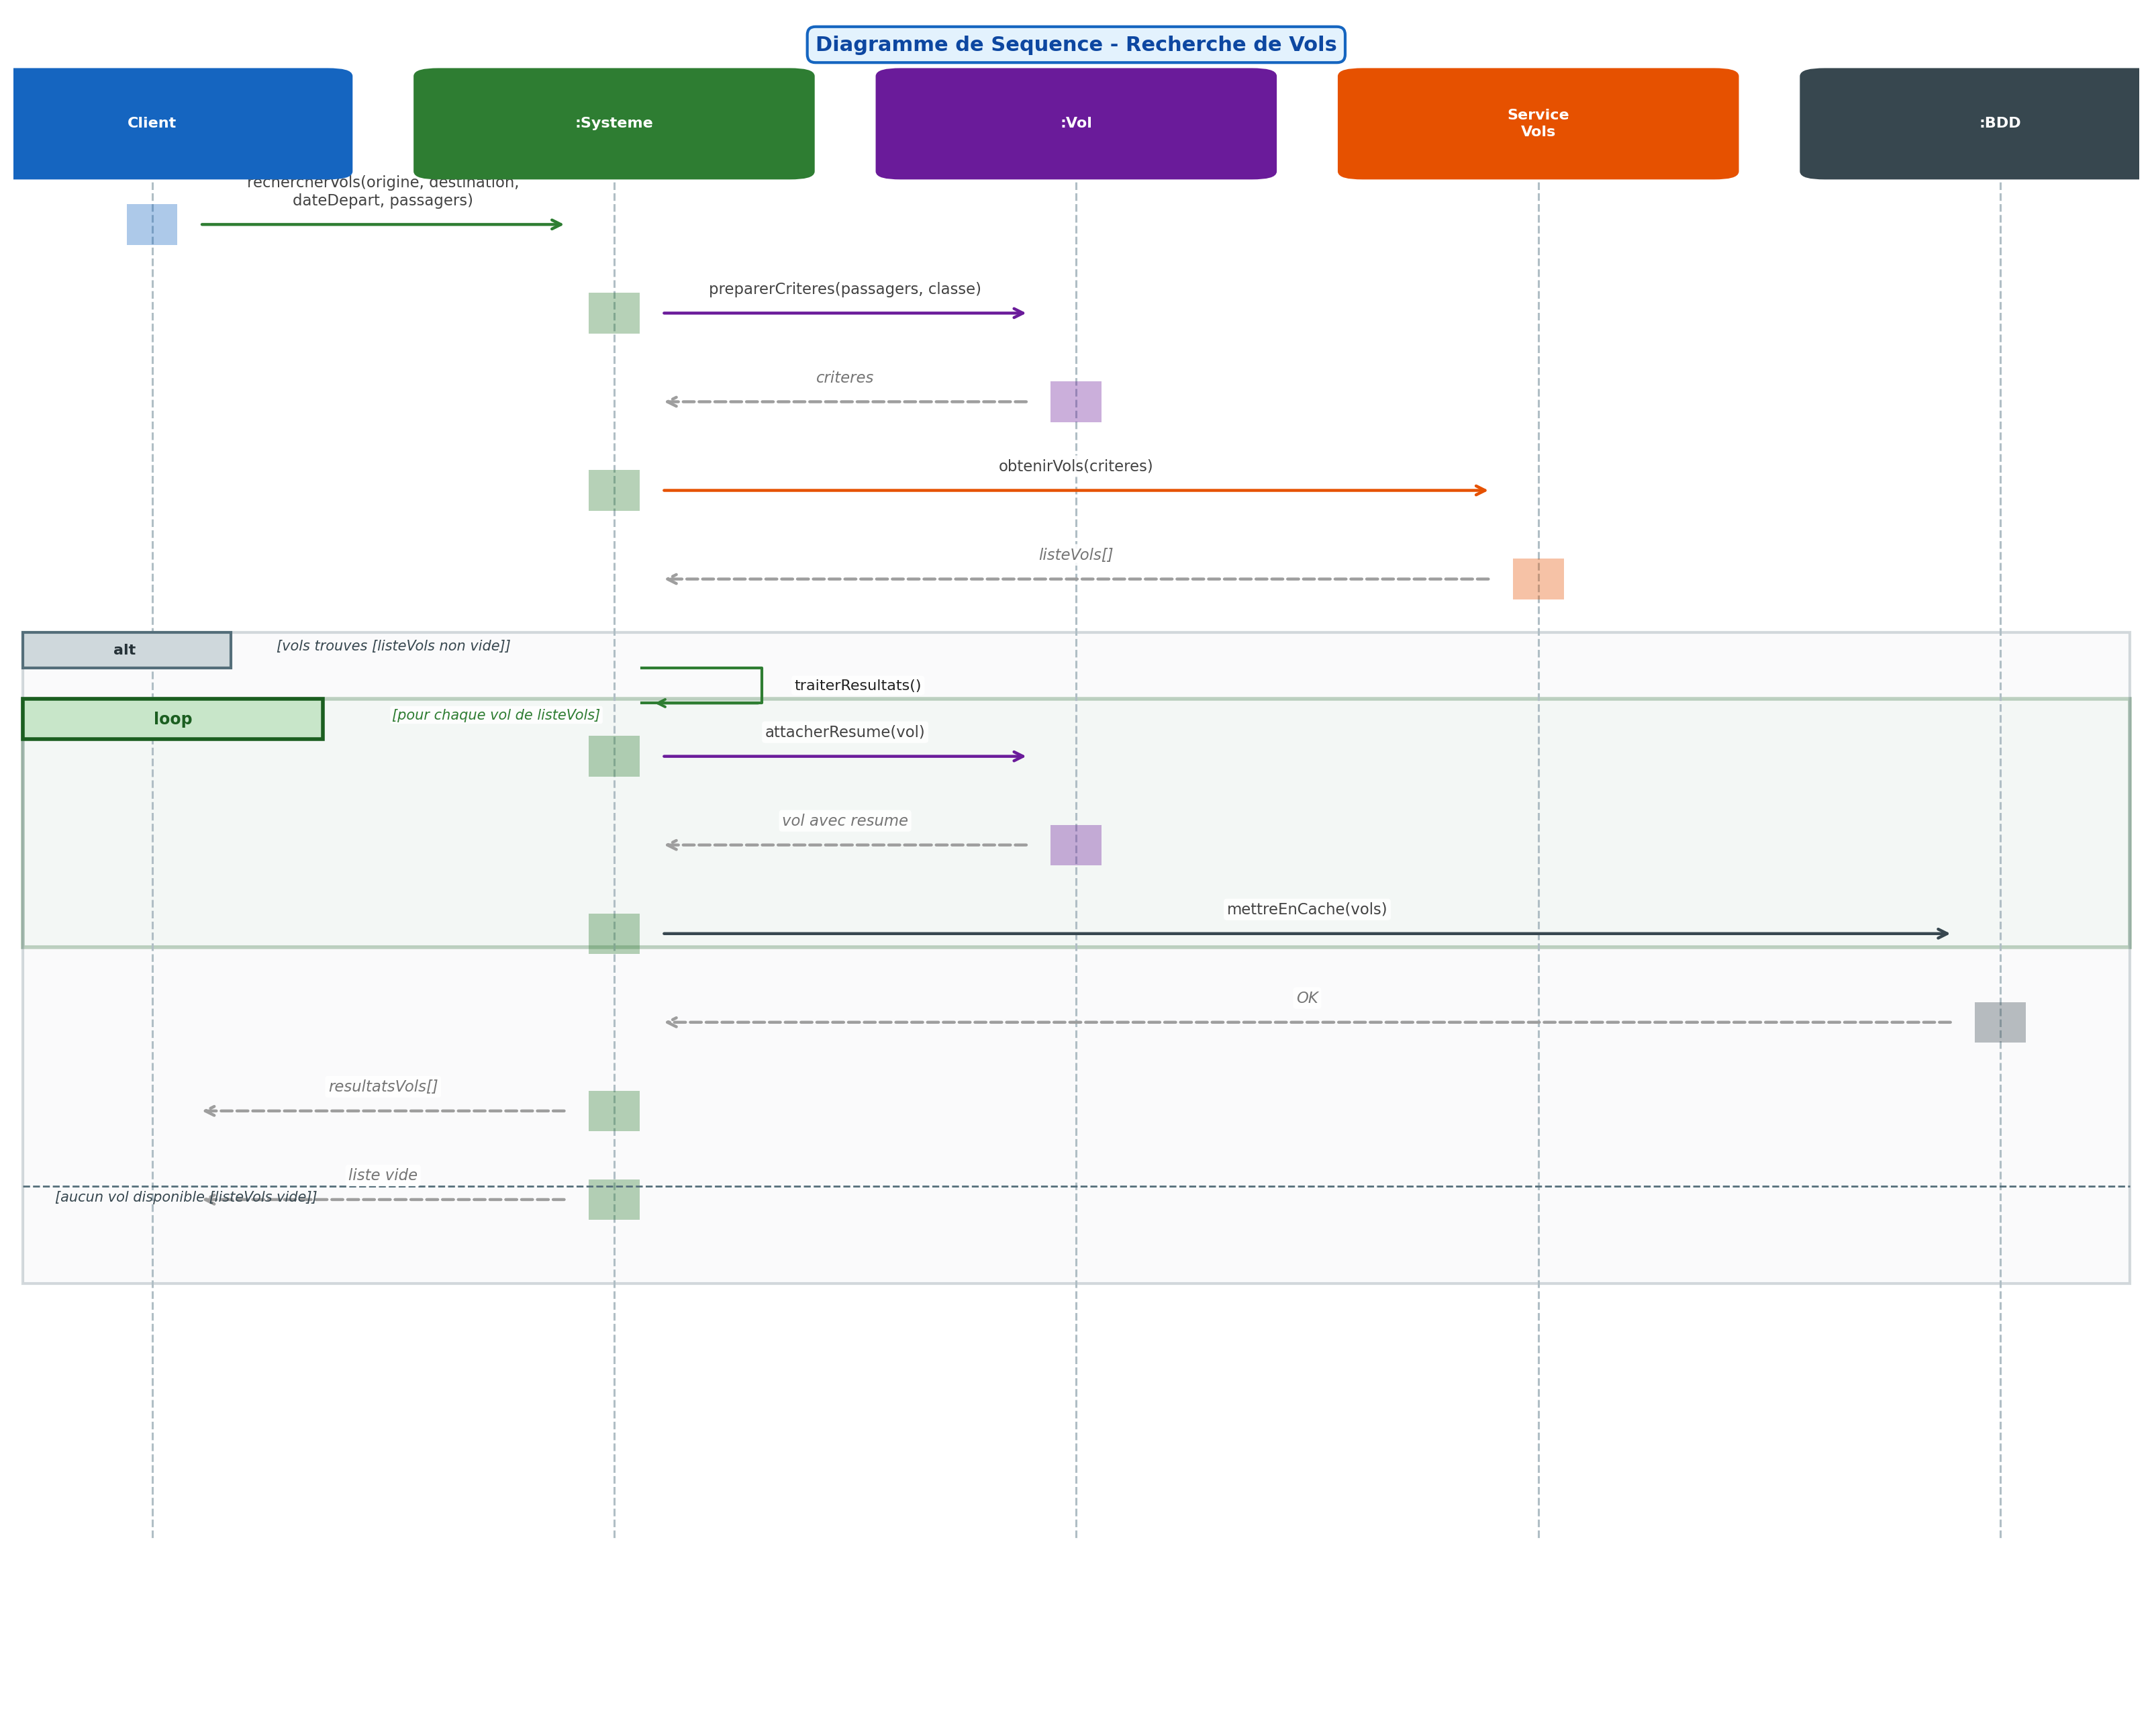 Diagramme de Sequence - Recherche de Vols
Client
:Systeme
:Vol
Service
Vols
:BDD
rechercherVols(origine, destination,
dateDepart, passagers)
preparerCriteres(passagers, classe)
criteres
obtenirVols(criteres)
listeVols[]
alt
[vols trouves [listeVols non vide]]
traiterResultats()
loop
[pour chaque vol de listeVols]
attacherResume(vol)
vol avec resume
mettreEnCache(vols)
OK
resultatsVols[]
liste vide
[aucun vol disponible [listeVols vide]]